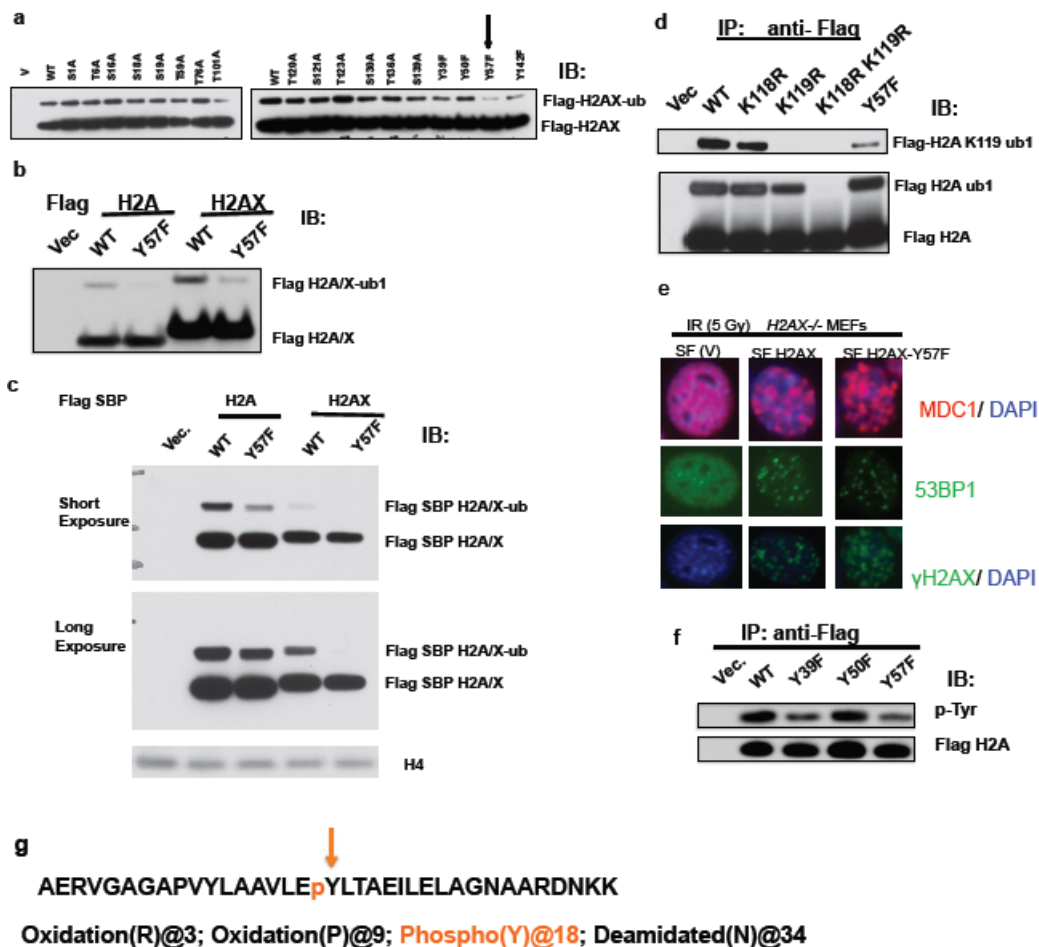 a
V
WT
S1A
T6A
S16A
S18A
S19A
T59A
T76A
T101A
WT
T120A
S121A
T123A
S130A
T136A
S139A
Y39F
Y50F
Y57F
Y142F
IB:
Flag-H2AX-ub
Flag-H2AX
b
Flag H2A H2AX
IB:
Vec WT Y57F WT Y57F
Flag H2A/X-ub1
Flag H2A/X
c
Flag SBP H2A H2AX
Vec. WT Y57F WT Y57F
IB:
Short
Exposure
Flag SBP H2A/X-ub
Flag SBP H2A/X
Long
Exposure
Flag SBP H2A/X-ub
Flag SBP H2A/X
H4
d
IP: anti- Flag
Vec WT K118R K119R K118R K119R Y57F
IB:
Flag-H2A K119 ub1
Flag H2A ub1
Flag H2A
e
IR (5 Gy) H2AX-/- MEFs
SF (V) SF H2AX SF H2AX-Y57F
MDC1/ DAPI
53BP1
γH2AX/ DAPI
f
IP: anti-Flag
Vec. WT Y39F Y50F Y57F
IB:
p-Tyr
Flag H2A
g
AERVGAGAPVYLAAVLEpYLTAEILELAGNAARDNKK
Oxidation(R)@3; Oxidation(P)@9; Phospho(Y)@18; Deamidated(N)@34